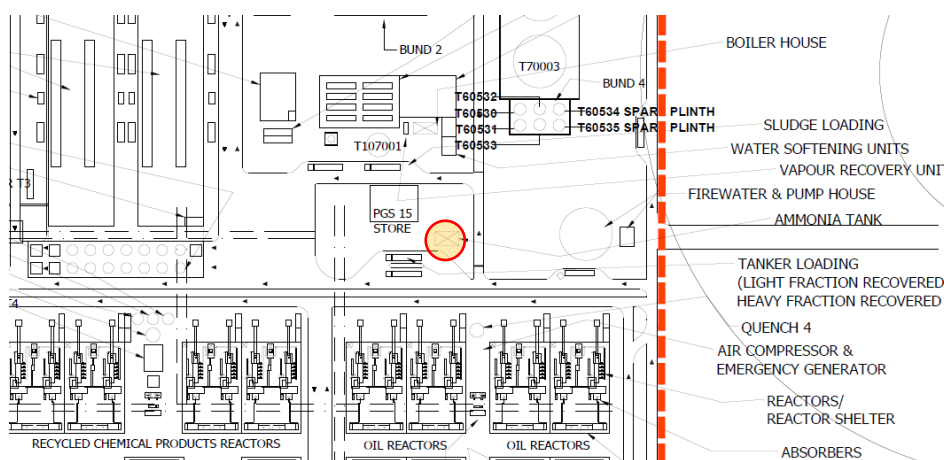 BOILER HOUSE
BUND 2
T70003
BUND 4
T60532
T60530
T60531
T60533
T60534 SPARE PLINTH
T60535 SPARE PLINTH
T107001
SLUDGE LOADING
WATER SOFTENING UNITS
VAPOUR RECOVERY UNIT
T3
FIREWATER & PUMP HOUSE
PGS 15
STORE
AMMONIA TANK
TANKER LOADING
(LIGHT FRACTION RECOVERED
HEAVY FRACTION RECOVERED
4
QUENCH 4
AIR COMPRESSOR &
EMERGENCY GENERATOR
REACTORS/
REACTOR SHELTER
RECYCLED CHEMICAL PRODUCTS REACTORS
OIL REACTORS
OIL REACTORS
ABSORBERS